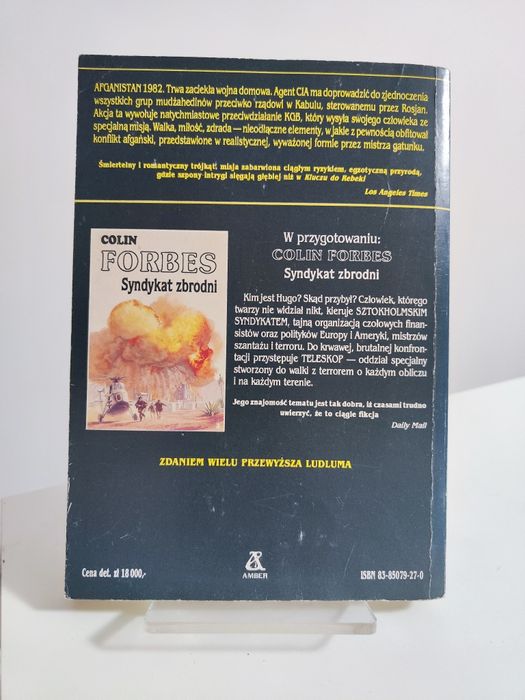 AFGANISTAN 1982. Trwa zaciekła wojna domowa. Agent CIA ma doprowadzić do zjednoczenia
wszystkich grup mudżahedinów przeciwko rządowi w Kabulu, sterowanemu przez Rosjan.
Akcja ta wywołuje natychmiastowe przeciwdziałanie KGB, który wysyła swojego człowieka ze
specjalną misją. Walka, miłość, zdrada — nieodłączne elementy, w jakie z pewnością obfitował
konflikt afgański, przedstawione w realistycznej, wyważonej formie przez mistrza gatunku.
Śmiertelny i romantyczny trójkąt, misja zabarwiona ciągłym ryzykiem, egzotyczną przyrodą,
gdzie szpony intrygi sięgają głębiej niż w Kluczu do Rebeki
Los Angeles Times
COLIN
FORBES
Syndykat zbrodni
W przygotowaniu:
COLIN FORBES
Syndykat zbrodni
Kim jest Hugo? Skąd przybył? Człowiek, którego
twarzy nie widział nikt, kieruje SZTOKHOLMSKIM
SYNDYKATEM, tajną organizacją czołowych finan-
sistów oraz polityków Europy i Ameryki, mistrzów
szantażu i terroru. Do krwawej, brutalnej konfron-
tacji przystępuje TELESKOP — oddział specjalny
stworzony do walki z terrorem o każdym obliczu
i na każdym terenie.
Jego znajomość tematu jest tak dobra, iż czasami trudno
uwierzyć, że to ciągle fikcja
Daily Mail
ZDANIEM WIELU PRZEWYŻSZA LUDLUMA
Cena det. zł 18 000,-
AMBER
ISBN 83-85079-27-0